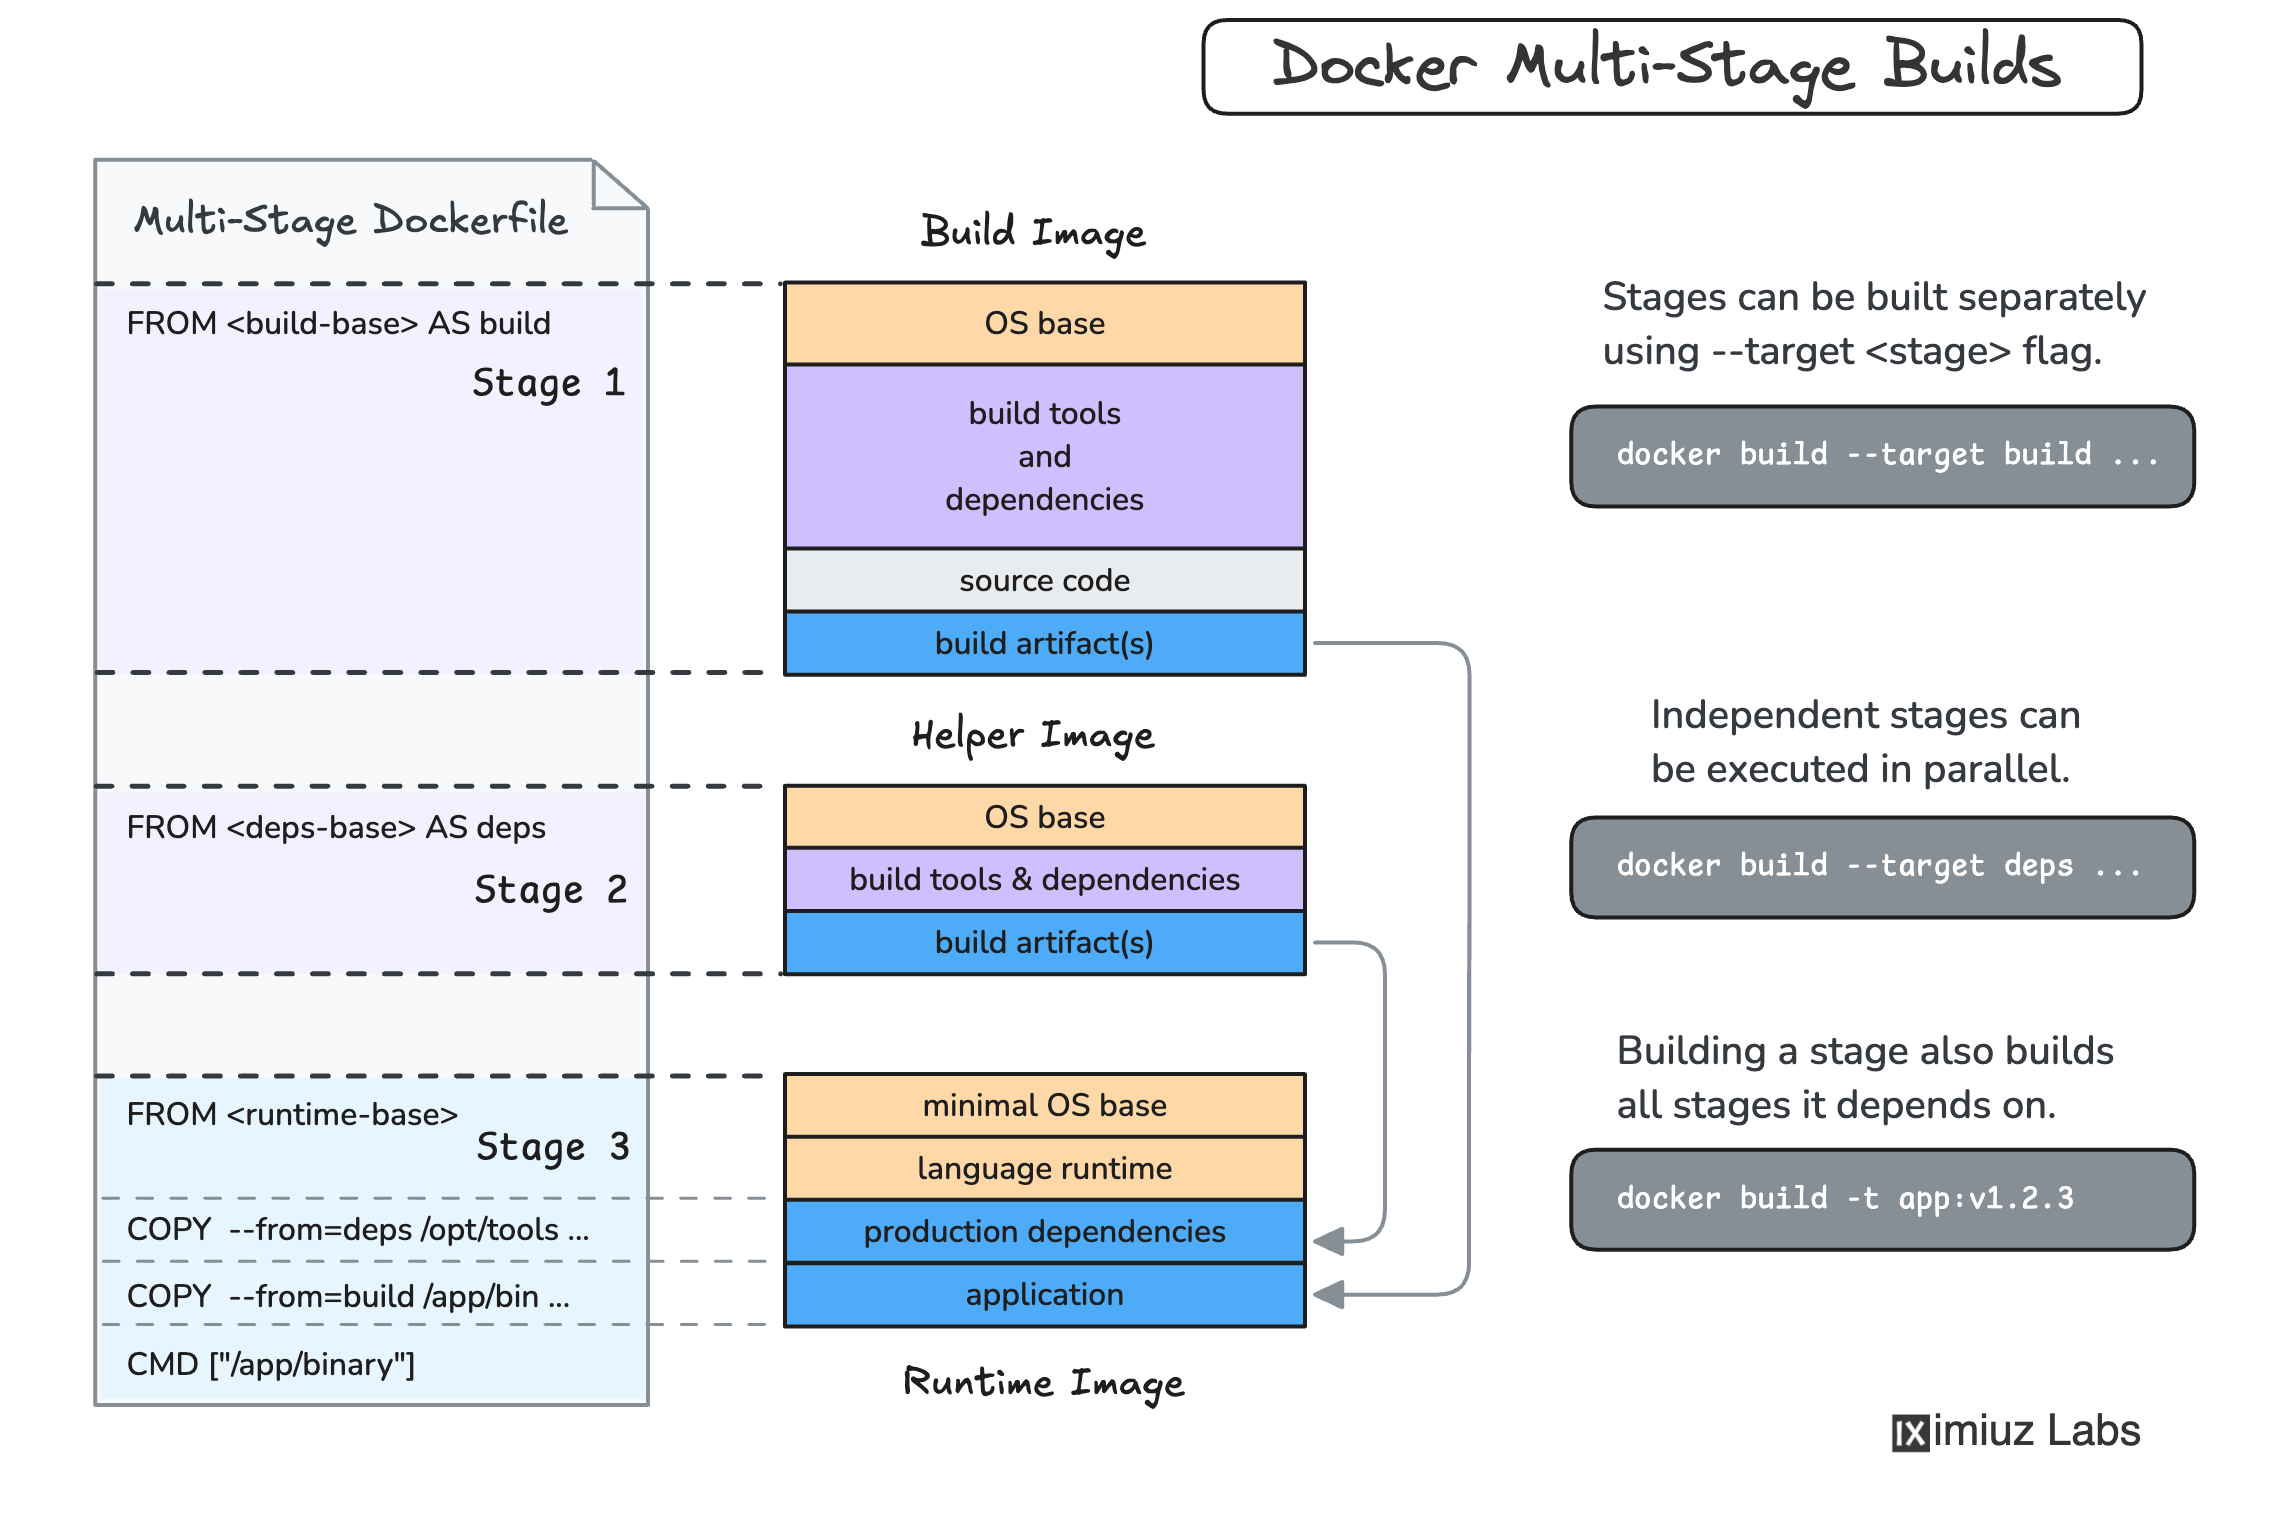 Docker Multi-Stage Builds
Multi-Stage Dockerfile
FROM <build-base> AS build
Stage 1
FROM <deps-base> AS deps
Stage 2
FROM <runtime-base>
Stage 3
COPY --from=deps /opt/tools ...
COPY --from=build /app/bin ...
CMD ["/app/binary"]
Build Image
OS base
build tools
and
dependencies
source code
build artifact(s)
Helper Image
OS base
build tools & dependencies
build artifact(s)
minimal OS base
language runtime
production dependencies
application
Runtime Image
Stages can be built separately
using --target <stage> flag.
docker build --target build ...
Independent stages can
be executed in parallel.
docker build --target deps ...
Building a stage also builds
all stages it depends on.
docker build -t app:v1.2.3
iximiuz Labs